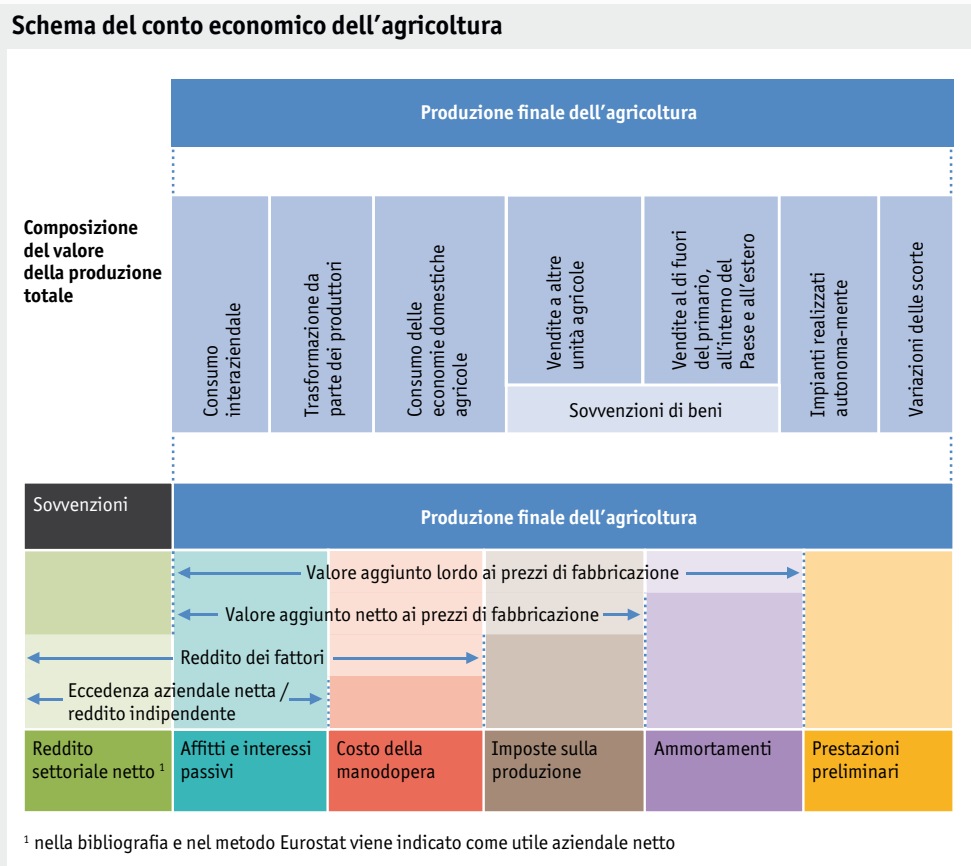 Schema del conto economico dell'agricoltura
Produzione finale dell'agricoltura
Composizione
del valore
della produzione
totale
Consumo
interaziendale
Trasformazione da
parte dei produttori
Consumo delle
economie domestiche
agricole
Vendite a altre
unità agricole
Vendite al di fuori
del primario,
all'interno del
Paese e all'estero
Sovvenzioni di beni
Impianti realizzati
autonoma-mente
Variazioni delle scorte
Sovvenzioni
Produzione finale dell'agricoltura
Valore aggiunto lordo ai prezzi di fabbricazione
Valore aggiunto netto ai prezzi di fabbricazione
Reddito dei fattori
Eccedenza aziendale netta /
reddito indipendente
Reddito
settoriale netto 1
Affitti e interessi
passivi
Costo della
manodopera
Imposte sulla
produzione
Ammortamenti
Prestazioni
preliminari
1 nella bibliografia e nel metodo Eurostat viene indicato come utile aziendale netto